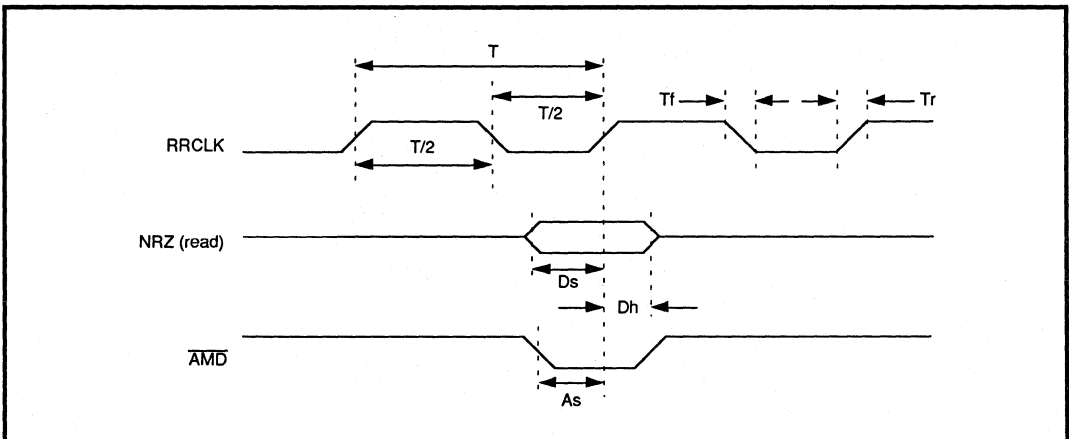 T
T/2
Tf
Tr
RRCLK
T/2
NRZ (read)
Ds
Dh
AMD
As